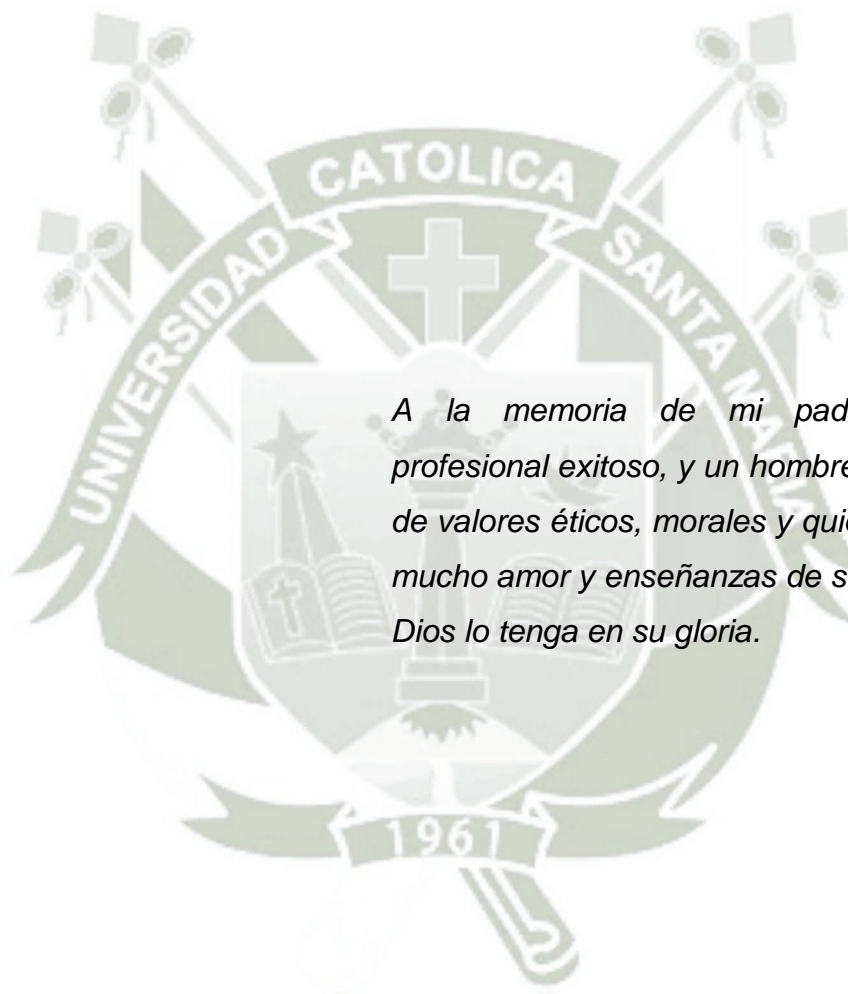 CATOLICA
UNIVERSIDAD
SANTA MARÍA
A la memoria de mi pad
profesional exitoso, y un hombre
de valores éticos, morales y qui
mucho amor y enseñanzas de s
Dios lo tenga en su gloria.
1961